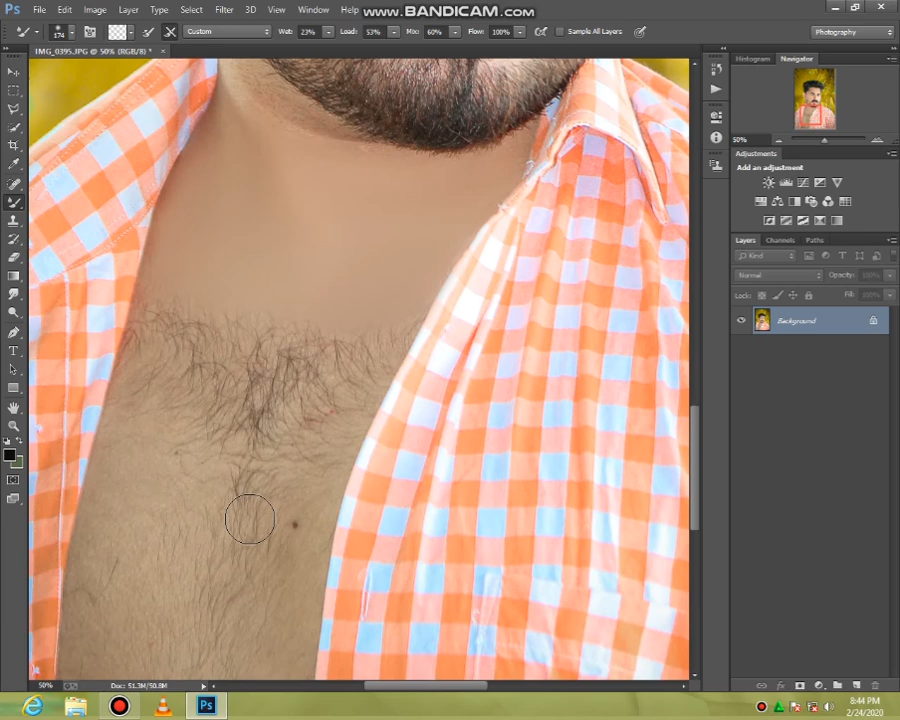 Ps File Edit Image Layer Type Select Filter 3D View Window Help
www.BANDICAM.com
174 Custom Wet: 23% Load: 53% Mix: 60% Flow: 100% Sample All Layers Photography
IMG_0395.JPG @ 50% (RGB/8) * ×
Histogram Navigator
50%
Adjustments
Add an adjustment
Layers Channels Paths
Kind
Normal Opacity: 100%
Lock: Fill: 100%
Background
50% Doc: 51.3M/50.8M
Ps
8:44 PM
2/24/2020